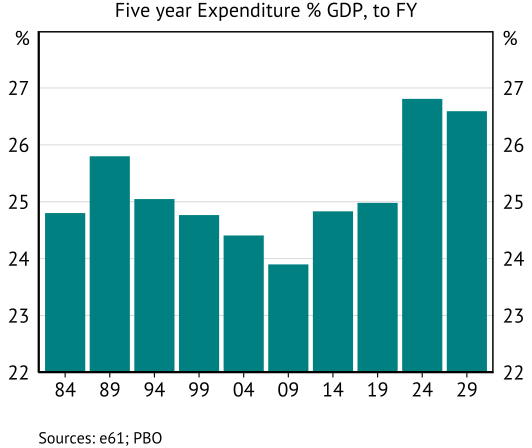 Five year Expenditure % GDP, to FY
% %
27 27
26 26
25 25
24 24
23 23
22 22
84 89 94 99 04 09 14 19 24 29
Sources: e61; PBO